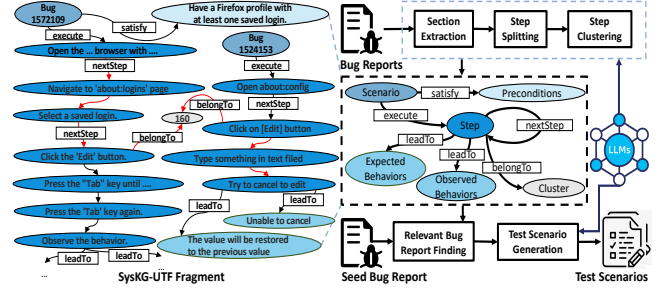 Bug
1572109
satisfy
Have a Firefox profile with
at least one saved login.
execute
Open the ... browser with ....
nextStep
Navigate to 'about:logins' page
Select a saved login.
nextStep
belongTo
Click the 'Edit' button.
Press the "Tab" key until ....
Press the 'Tab' key again.
Observe the behavior.
leadTo
leadTo
...
...
Bug
1524153
execute
Open about:config
nextStep
160
belongTo
Click on [Edit] button
Type something in text filed
Try to cancel to edit
leadTo
leadTo
Unable to cancel
The value will be restored
to the previous value
SysKG-UTF Fragment
Bug Reports
Section
Extraction
Step
Splitting
Step
Clustering
Scenario
satisfy
Preconditions
execute
Step
nextStep
leadTo
leadTo
belongTo
Expected
Behaviors
Observed
Behaviors
Cluster
LLMs
Seed Bug Report
Relevant Bug
Report Finding
Test Scenario
Generation
Test Scenarios